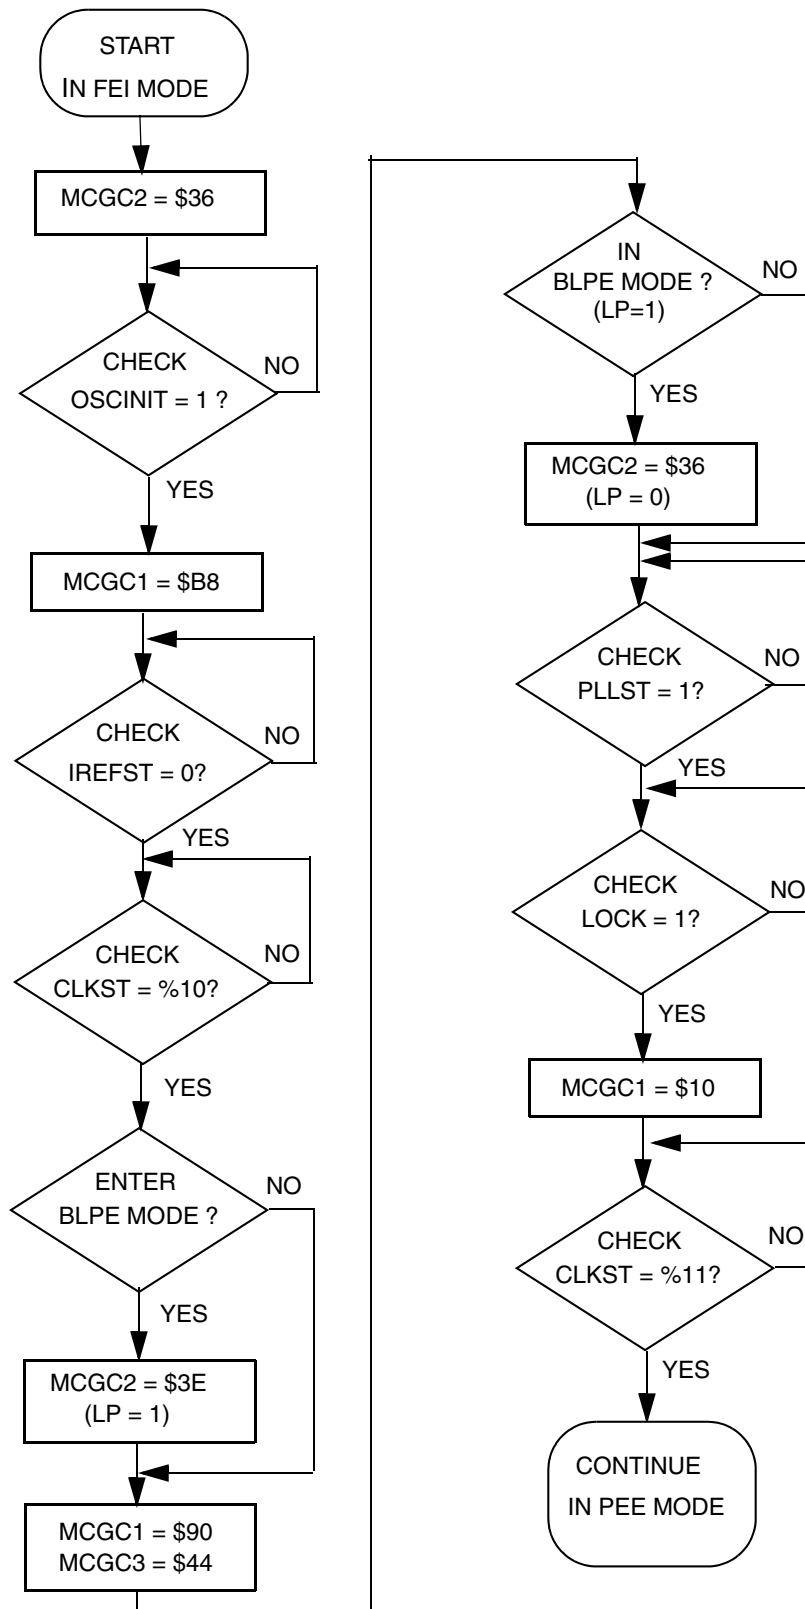 START
IN FEI MODE
MCGC2 = $36
CHECK
OSCINIT = 1 ?
NO
YES
MCGC1 = $B8
CHECK
IREFST = 0?
NO
YES
CHECK
CLKST = %10?
NO
YES
ENTER
BLPE MODE ?
NO
YES
MCGC2 = $3E
(LP = 1)
MCGC1 = $90
MCGC3 = $44
IN
BLPE MODE ?
(LP=1)
NO
YES
MCGC2 = $36
(LP = 0)
CHECK
PLLST = 1?
NO
YES
CHECK
LOCK = 1?
NO
YES
MCGC1 = $10
CHECK
CLKST = %11?
NO
YES
CONTINUE
IN PEE MODE